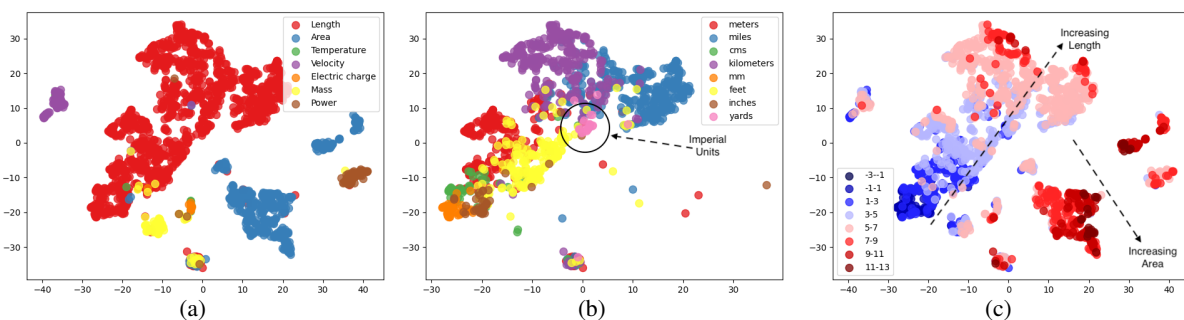 Length
Area
Temperature
Velocity
Electric charge
Mass
Power
30
20
10
0
−10
−20
−30
−40 −30 −20 −10 0 10 20 30 40
(a)
meters
miles
cms
kilometers
mm
feet
inches
yards
Imperial
Units
30
20
10
0
−10
−20
−30
−30 −20 −10 0 10 20 30 40
(b)
Increasing
Length
Increasing
Area
-3--1
-1-1
1-3
3-5
5-7
7-9
9-11
11-13
30
20
10
0
−10
−20
−30
−40 −30 −20 −10 0 10 20 30 40
(c)